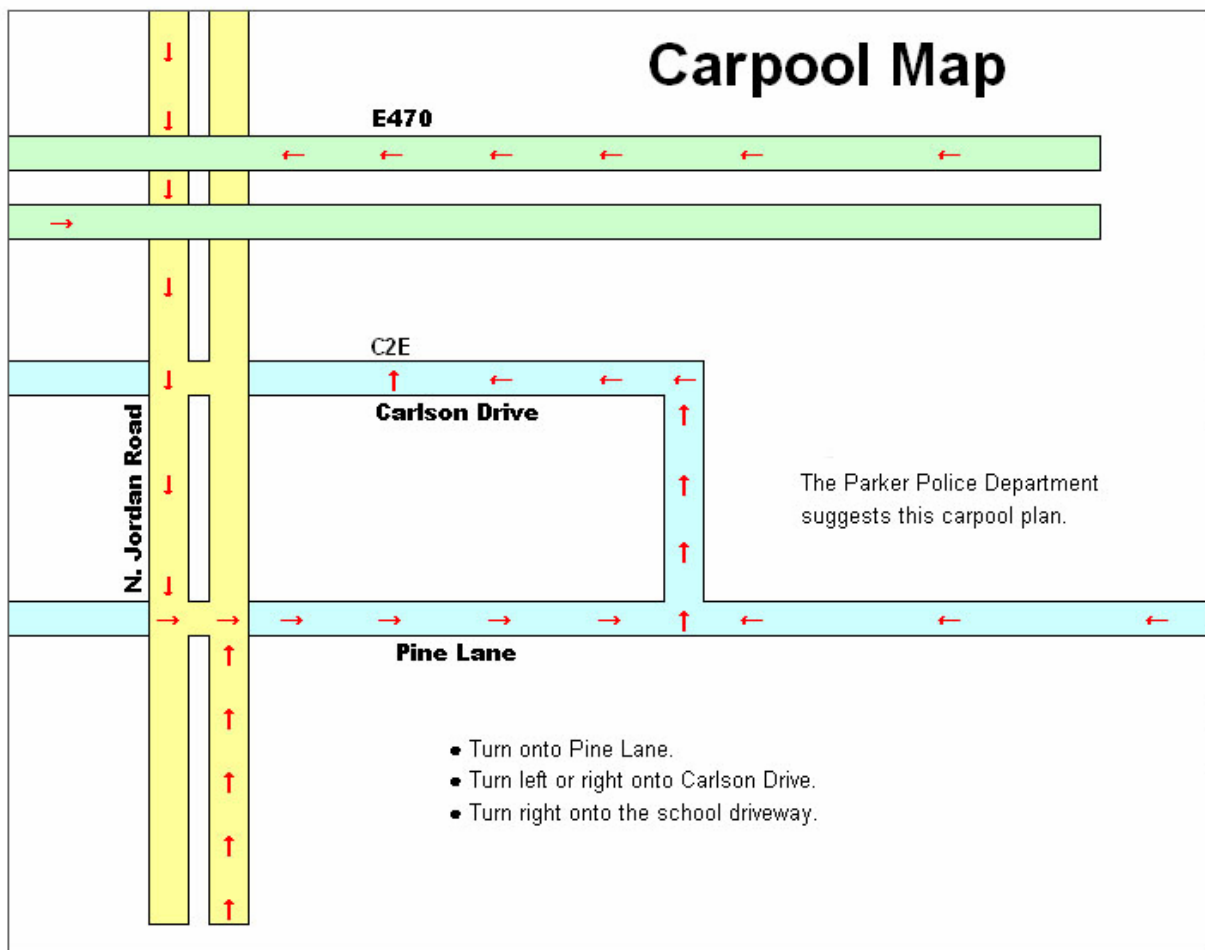 Carpool Map
E470
C2E
Carlson Drive
N. Jordan Road
The Parker Police Department
suggests this carpool plan.
Pine Lane
• Turn onto Pine Lane.
• Turn left or right onto Carlson Drive.
• Turn right onto the school driveway.